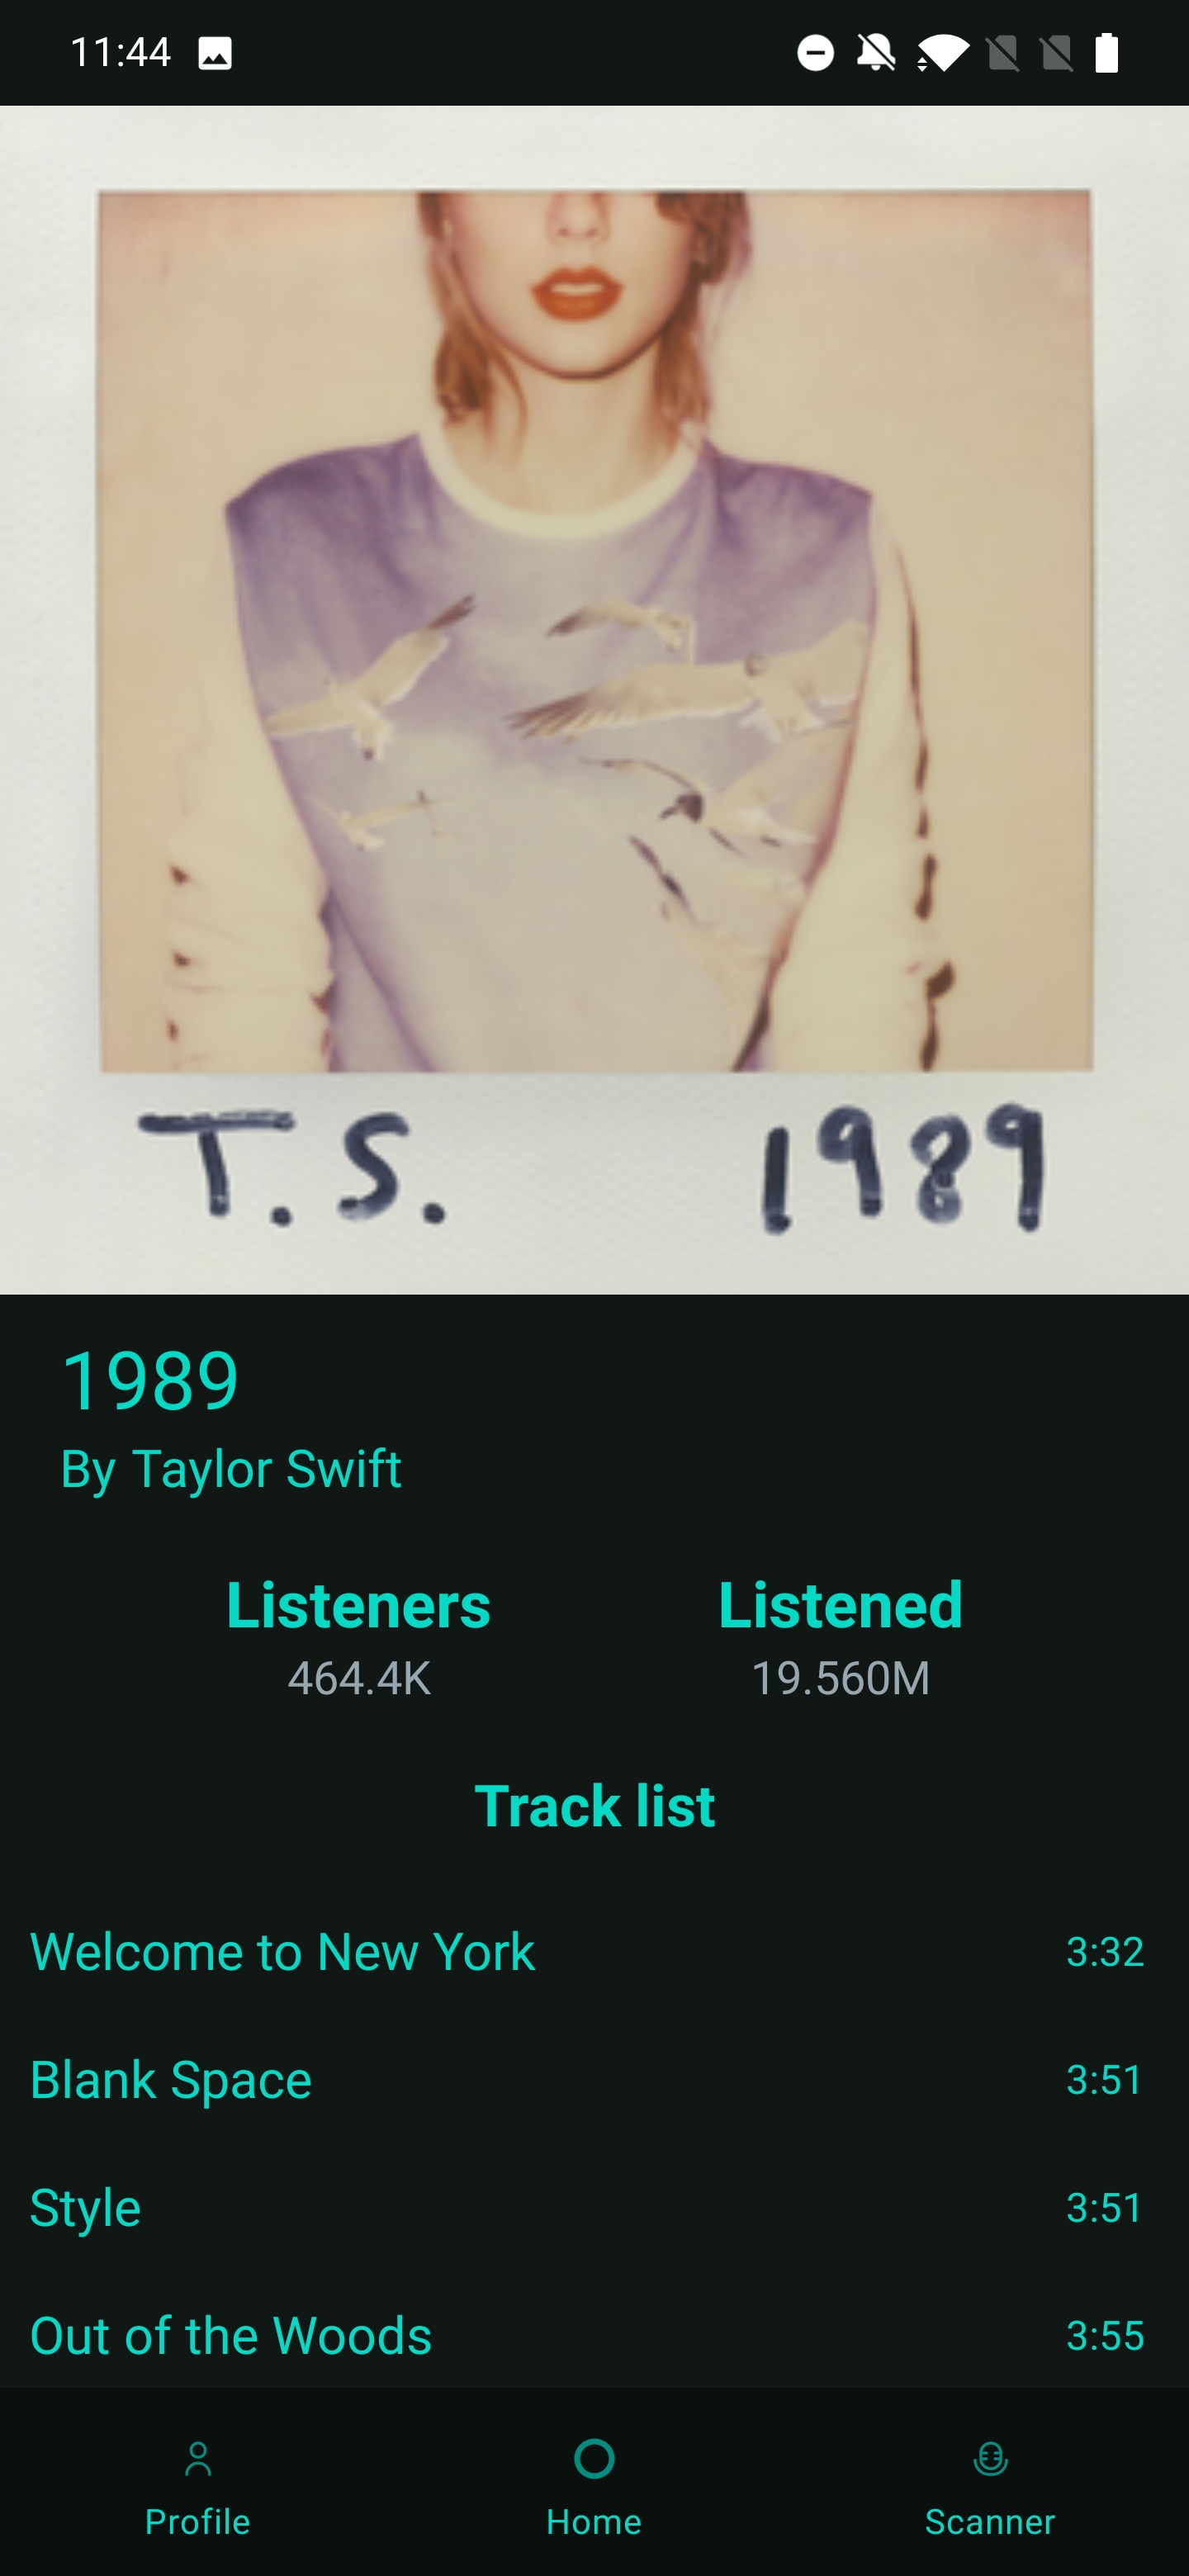 11:44
T.S. 1989
1989
By Taylor Swift
Listeners Listened
464.4K 19.560M
Track list
Welcome to New York 3:32
Blank Space 3:51
Style 3:51
Out of the Woods 3:55
Profile Home Scanner